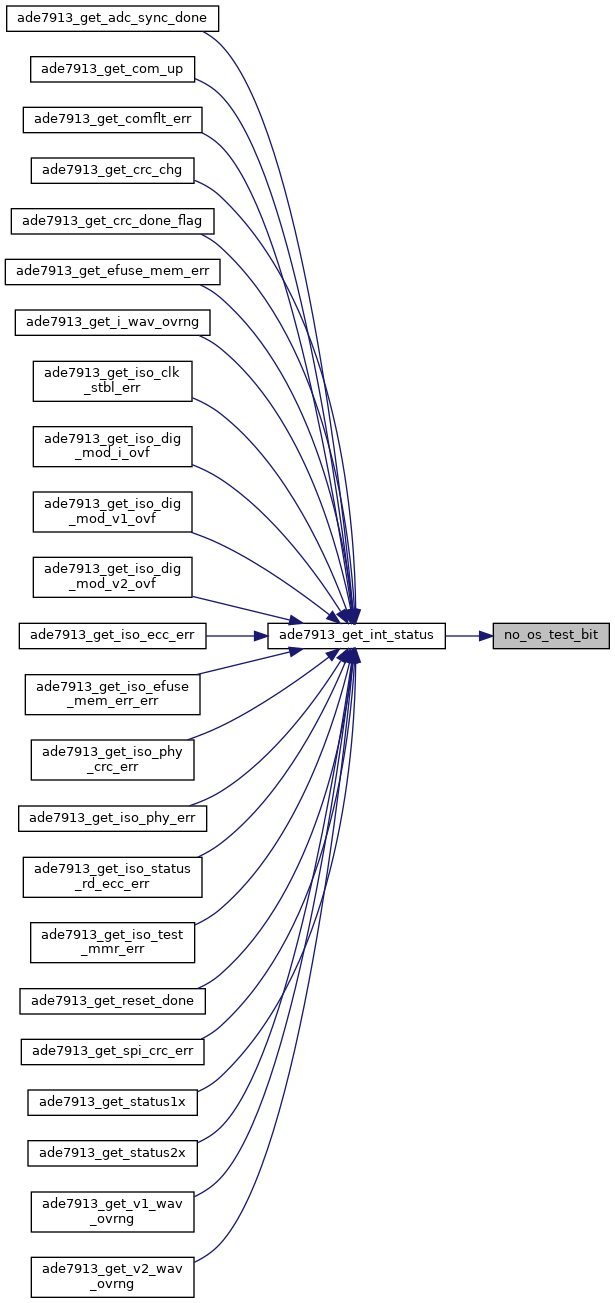 ade7913_get_adc_sync_done
ade7913_get_com_up
ade7913_get_comflt_err
ade7913_get_crc_chg
ade7913_get_crc_done_flag
ade7913_get_efuse_mem_err
ade7913_get_i_wav_ovrng
ade7913_get_iso_clk
_stbl_err
ade7913_get_iso_dig
_mod_i_ovf
ade7913_get_iso_dig
_mod_v1_ovf
ade7913_get_iso_dig
_mod_v2_ovf
ade7913_get_iso_ecc_err
ade7913_get_int_status
no_os_test_bit
ade7913_get_iso_efuse
_mem_err_err
ade7913_get_iso_phy
_crc_err
ade7913_get_iso_phy_err
ade7913_get_iso_status
_rd_ecc_err
ade7913_get_iso_test
_mmr_err
ade7913_get_reset_done
ade7913_get_spi_crc_err
ade7913_get_status1x
ade7913_get_status2x
ade7913_get_v1_wav
_ovrng
ade7913_get_v2_wav
_ovrng